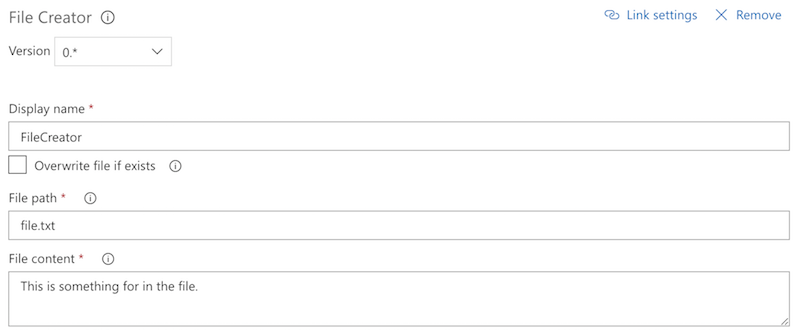 File Creator
Link settings
Remove
Version
0.*
Display name *
FileCreator
Overwrite file if exists
File path *
file.txt
File content *
This is something for in the file.